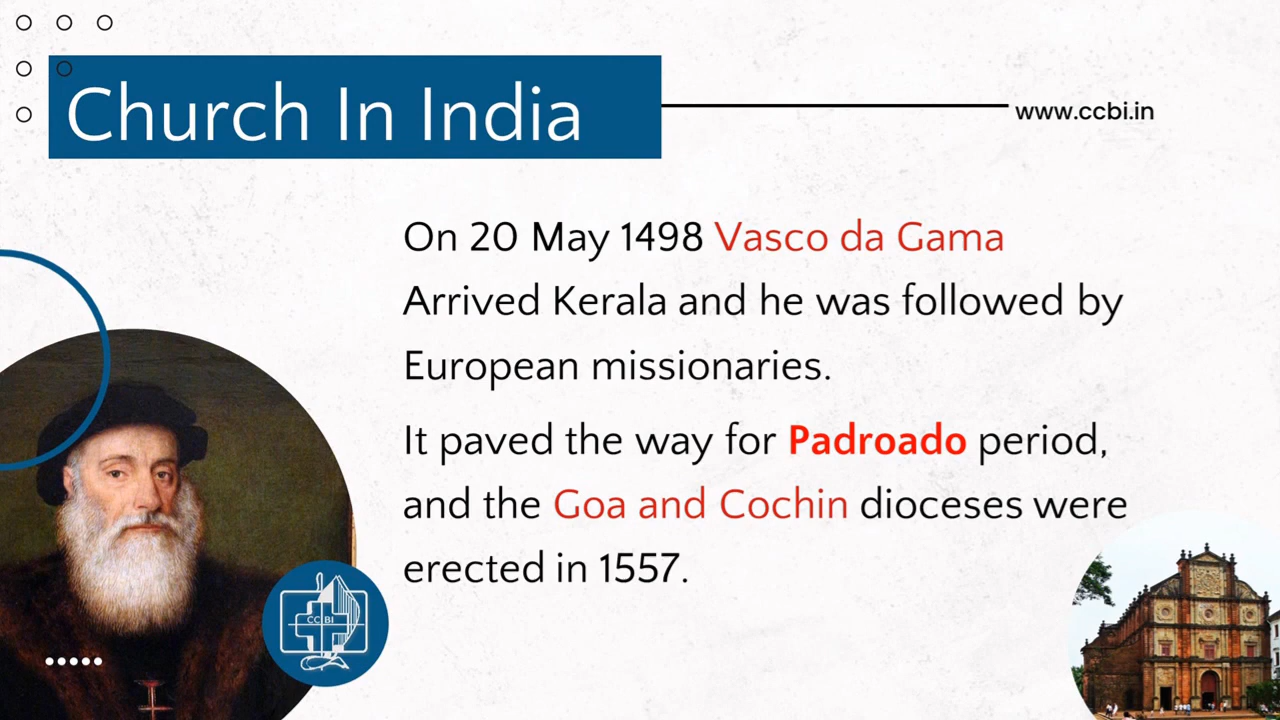 Church In India
www.ccbi.in
On 20 May 1498 Vasco da Gama
Arrived Kerala and he was followed by
European missionaries.
It paved the way for Padroado period,
and the Goa and Cochin dioceses were
erected in 1557.
CCBI